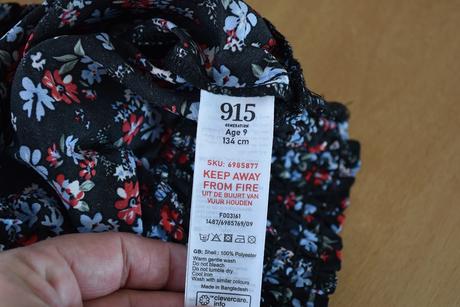 915
GENERATION
Age 9
134 cm
SKU: 6985877
KEEP AWAY
FROM FIRE
UIT DE BUURT VAN
VUUR HOUDEN
F003161
1487/6985769/09
GB: Shell : 100% Polyester
Warm gentle wash
Do not bleach
Do not tumble dry
Cool iron
Wash with similar colours
Made in Bangladesh
clevercare.
info